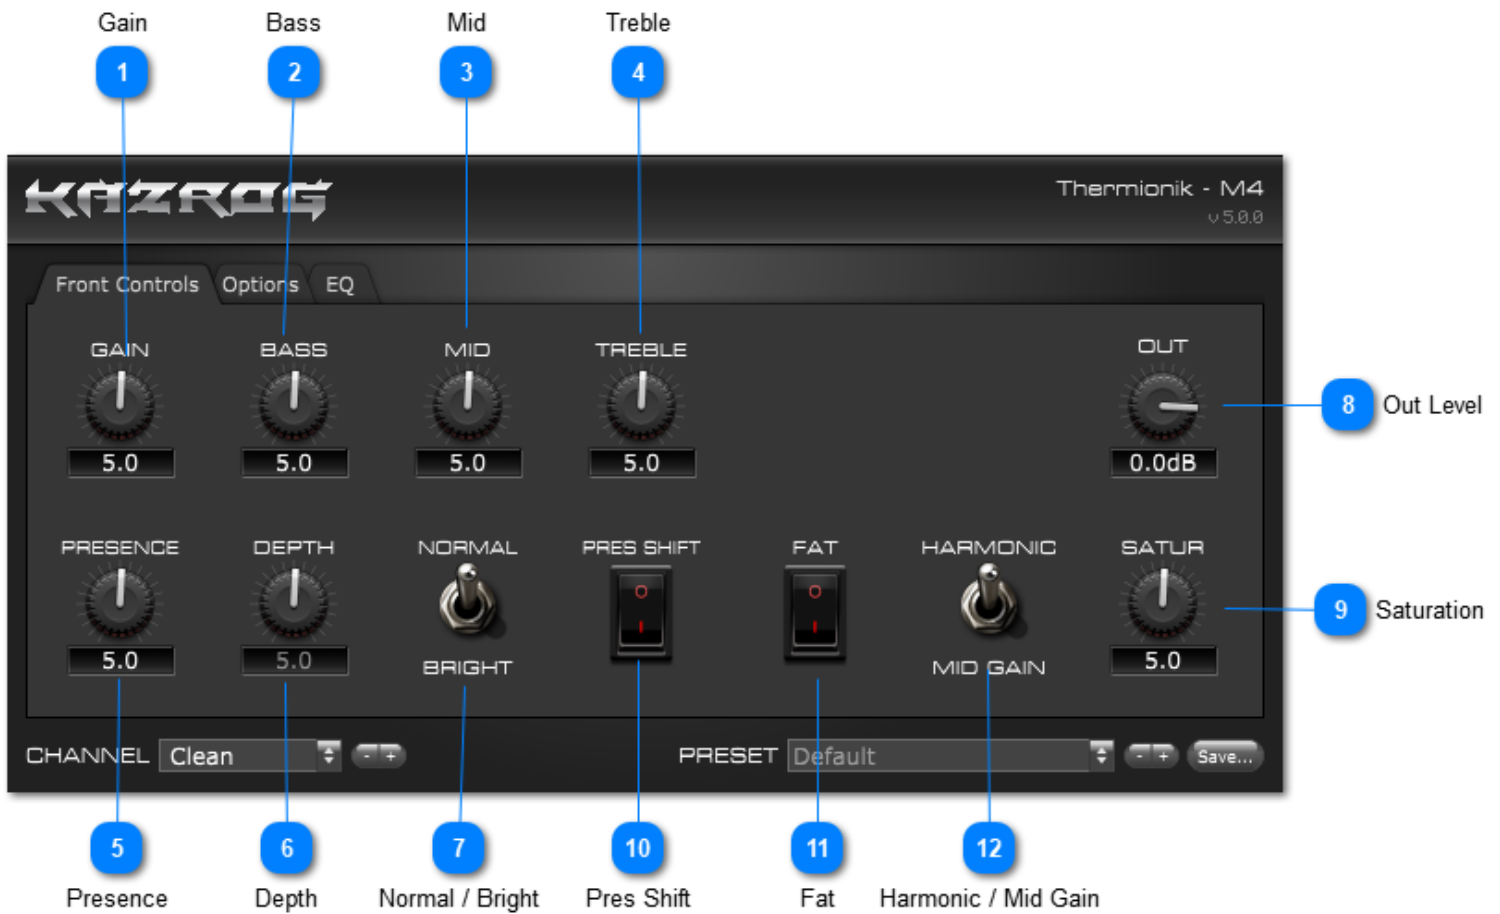 Gain Bass Mid Treble
1 2 3 4
KAZROG
Thermionik - M4
v 5.0.0
Front Controls Options EQ
GAIN BASS MID TREBLE OUT
5.0 5.0 5.0 5.0 0.0dB
8 Out Level
PRESENCE DEPTH NORMAL PRES SHIFT FAT HARMONIC SATUR
9 Saturation
5.0 5.0 BRIGHT MID GAIN 5.0
CHANNEL Clean - + PRESET Default - + Save...
5 6 7 10 11 12
Presence Depth Normal / Bright Pres Shift Fat Harmonic / Mid Gain